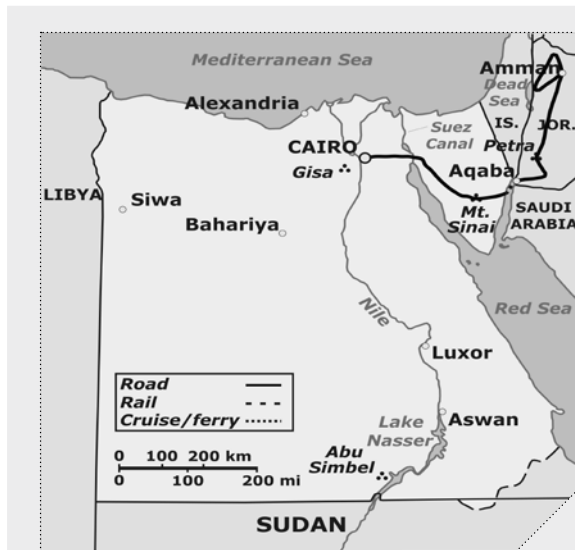 Mediterranean Sea
Amman
Dead
Sea
Alexandria
Suez
Canal
IS.
JOR.
CAIRO
Petra
Gisa
Aqaba
LIBYA
Siwa
Mt.
Sinai
SAUDI
ARABIA
Bahariya
Nile
Red Sea
Luxor
Road
Rail
Cruise/ferry
Lake
Nasser
Aswan
0 100 200 km
0 100 200 mi
Abu
Simbel
SUDAN